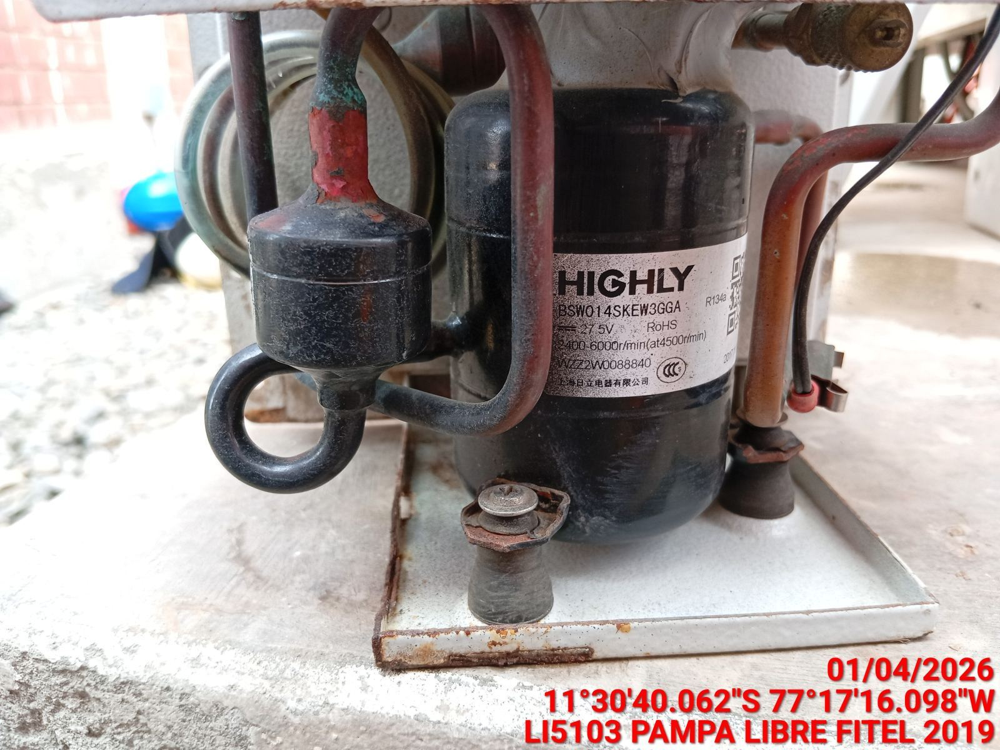 HIGHLY
BSW014SKEW3GGA
R134a
27.5V RoHS
2400-6000r/min(at4500r/min)
WZZ2W0088840
CCC S
上海日立电器有限公司
2017
01/04/2026
11°30'40.062"S 77°17'16.098"W
LI5103 PAMPA LIBRE FITEL 2019